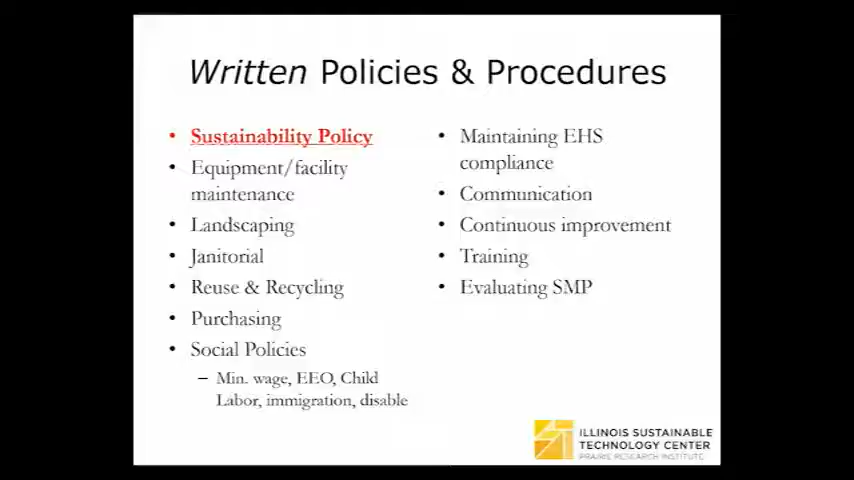 Written Policies & Procedures
• Sustainability Policy
• Equipment/facility
maintenance
• Landscaping
• Janitorial
• Reuse & Recycling
• Purchasing
• Social Policies
– Min. wage, EEO, Child
Labor, immigration, disable
• Maintaining EHS
compliance
• Communication
• Continuous improvement
• Training
• Evaluating SMP
ILLINOIS SUSTAINABLE
TECHNOLOGY CENTER
PRAIRIE RESEARCH INSTITUTE